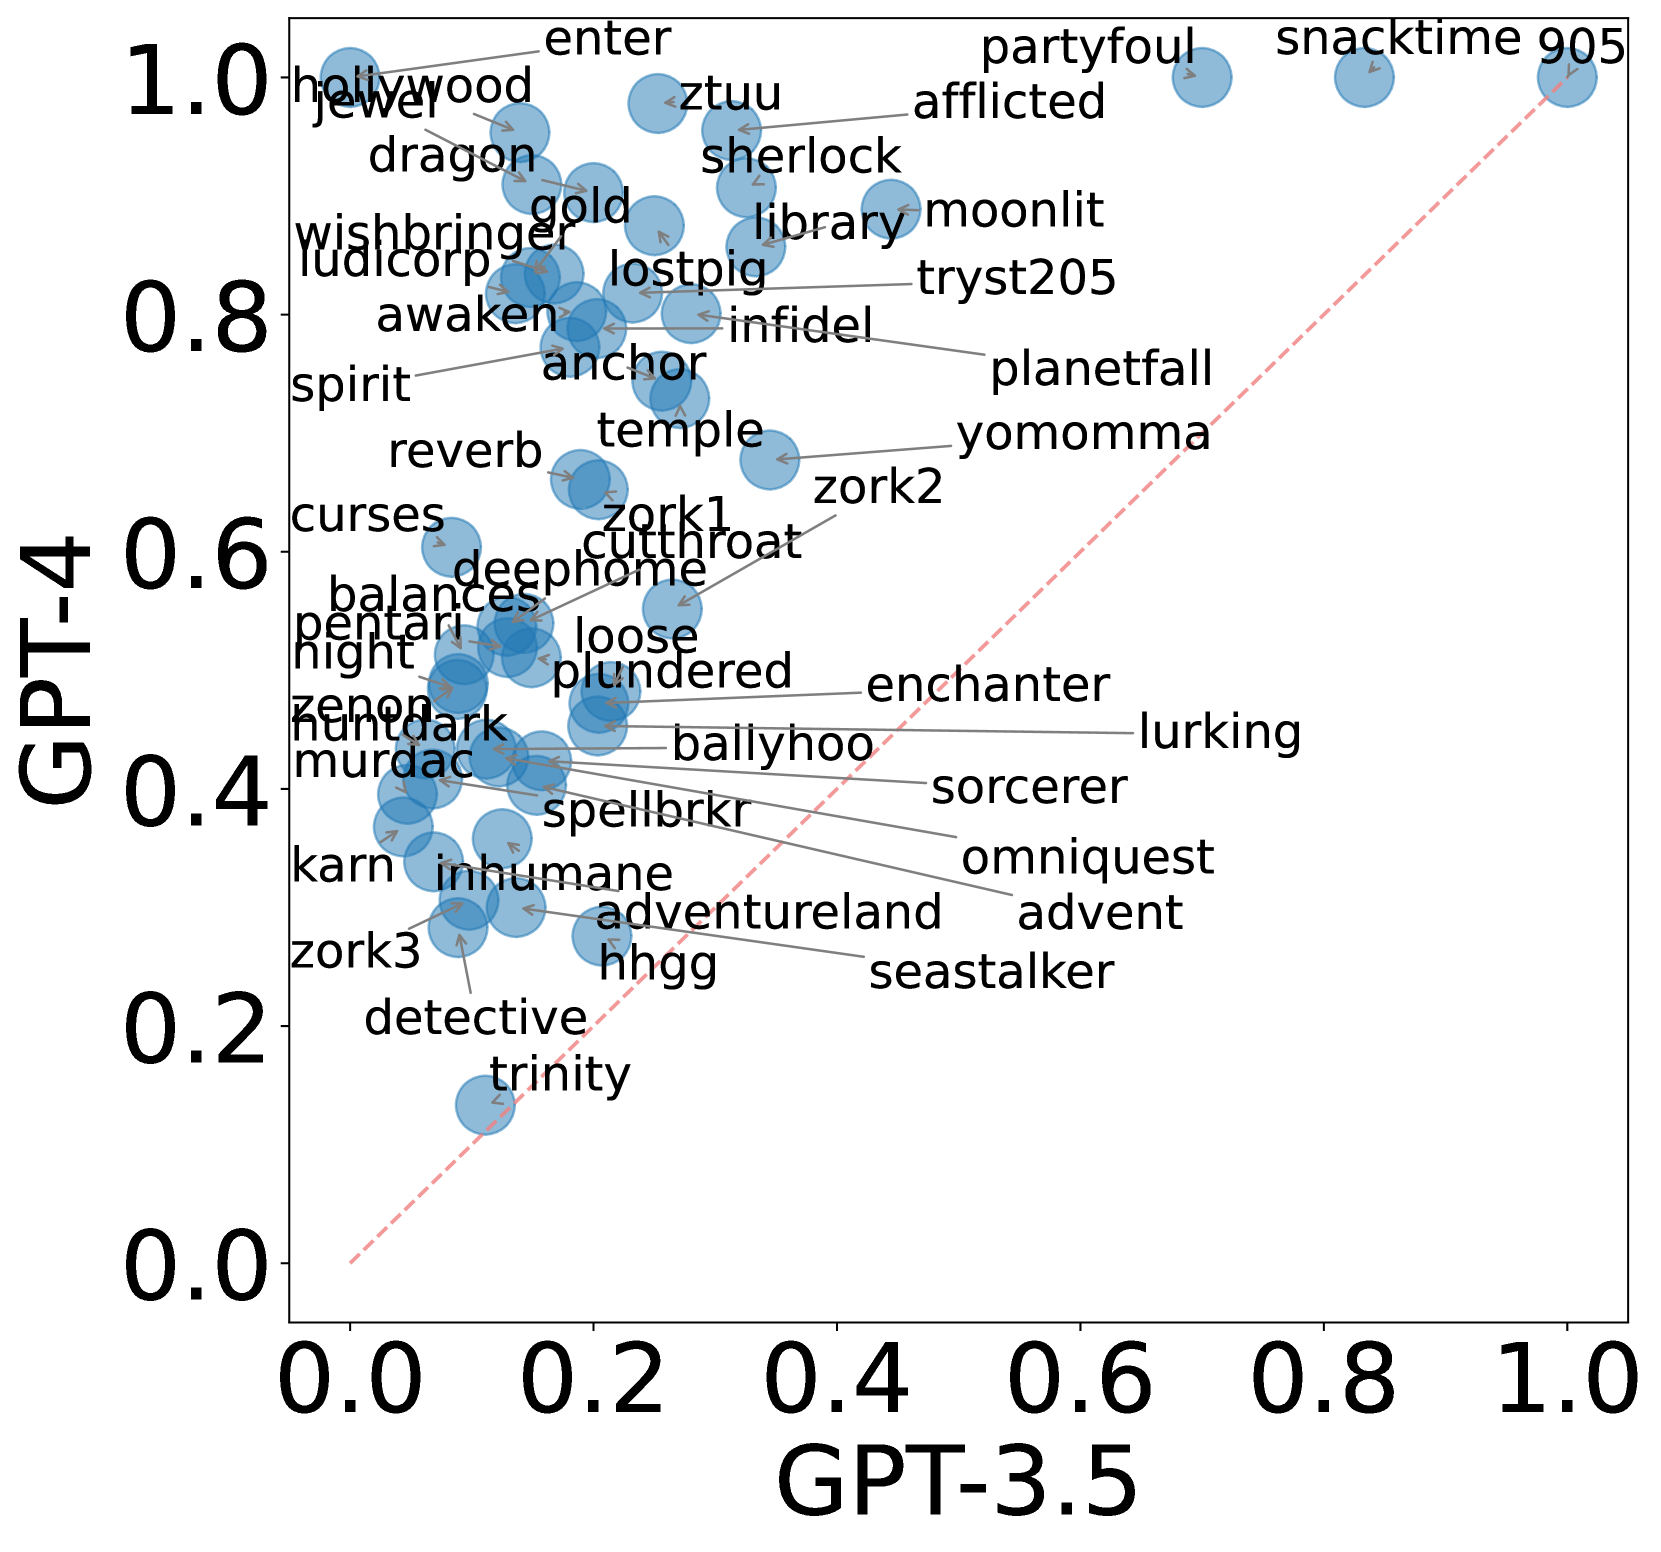 enter
partyfoul
snacktime
905
1.0
hollywood
jewel
ztuu
afflicted
dragon
sherlock
gold
library
moonlit
wishbringer
ludicorp
lostpig
tryst205
0.8
awaken
infidel
anchor
planetfall
spirit
temple
yomomma
reverb
zork2
curses
zork1
cutthroat
0.6
deephome
balances
pentari
loose
night
plundered
enchanter
zenon
huntdark
lurking
ballyhoo
murdac
0.4
sorcerer
spellbrkr
omniquest
karn
inhumane
adventureland
advent
zork3
hhgg
seastalker
detective
0.2
trinity
0.0
GPT-4
0.0 0.2 0.4 0.6 0.8 1.0
GPT-3.5